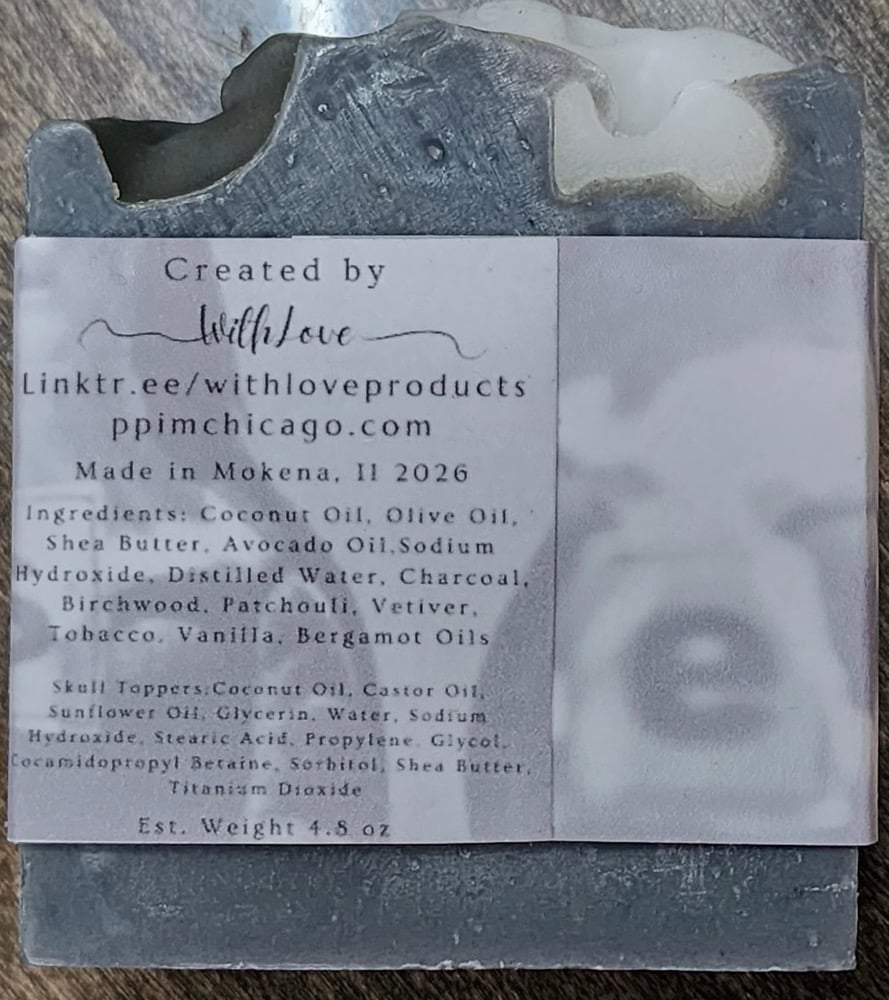 Created by
With Love
Linktr.ee/withloveproducts
ppimchicago.com
Made in Mokena, Il 2026
Ingredients: Coconut Oil, Olive Oil,
Shea Butter, Avocado Oil,Sodium
Hydroxide, Distilled Water, Charcoal,
Birchwood, Patchouli, Vetiver,
Tobacco, Vanilla, Bergamot Oils
Skull Toppers:Coconut Oil, Castor Oil,
Sunflower Oil, Glycerin, Water, Sodium
Hydroxide, Stearic Acid, Propylene Glycol,
Cocamidopropyl Betaine, Sorbitol, Shea Butter,
Titanium Dioxide
Est. Weight 4.8 oz